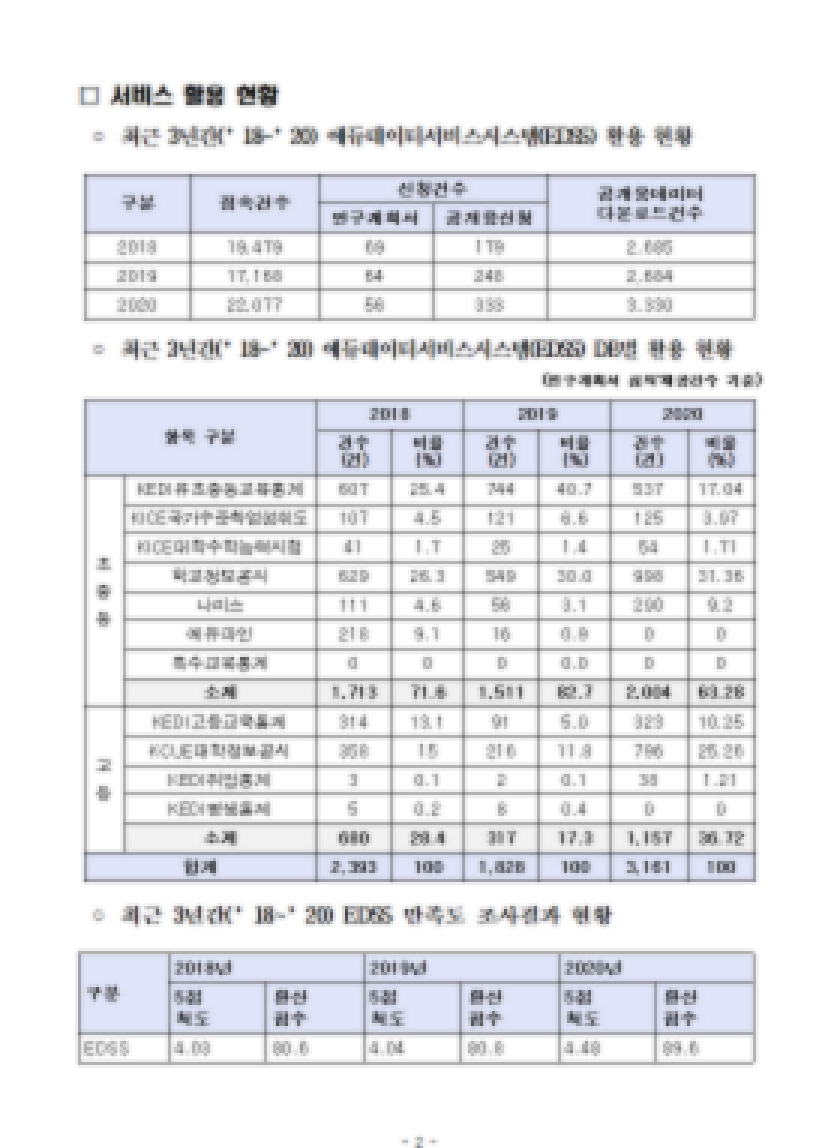 □ 서비스 활용 현황
○ 최근 3년간('18~'20) 에듀데이터서비스시스템(EDSS) 활용 현황
구분 접속건수 신청건수 공개용데이터
다운로드건수
연구계획서 공개용신청
2018 19,479 69 179 2,685
2019 17,168 64 248 2,684
2020 22,077 58 333 3,330
○ 최근 3년간('18~'20) 에듀데이터서비스시스템(EDSS) DB별 활용 현황
(연구계획서 제공건수 기준)
항목 구분 2018 2019 2020
건수
(건) 비율
(%) 건수
(건) 비율
(%) 건수
(건) 비율
(%)
초중등
KEDI유초중등교육통계 607 25.4 744 40.7 537 17.04
KICE국가수준학업성취도 107 4.5 121 6.6 125 3.97
KICE대학수학능력시험 41 1.7 25 1.4 54 1.71
학교정보공시 629 26.3 549 30.0 998 31.36
나이스 111 4.6 56 3.1 290 9.2
에듀파인 218 9.1 16 0.9 0 0
특수교육통계 0 0 0 0.0 0 0
소계 1,713 71.6 1,511 82.7 2,004 63.28
고등
KEDI고등교육통계 314 13.1 91 5.0 323 10.25
KCUE대학정보공시 358 15 216 11.8 796 25.26
KEDI취업통계 3 0.1 2 0.1 38 1.21
KEDI평생통계 5 0.2 8 0.4 0 0
소계 680 28.4 317 17.3 1,157 36.72
합계 2,393 100 1,828 100 3,161 100
○ 최근 3년간('18~'20) EDSS 만족도 조사결과 현황
구분 2018년 2019년 2020년
5점
척도 환산
점수 5점
척도 환산
점수 5점
척도 환산
점수
EDSS 4.03 80.6 4.04 80.8 4.48 89.6
- 2 -